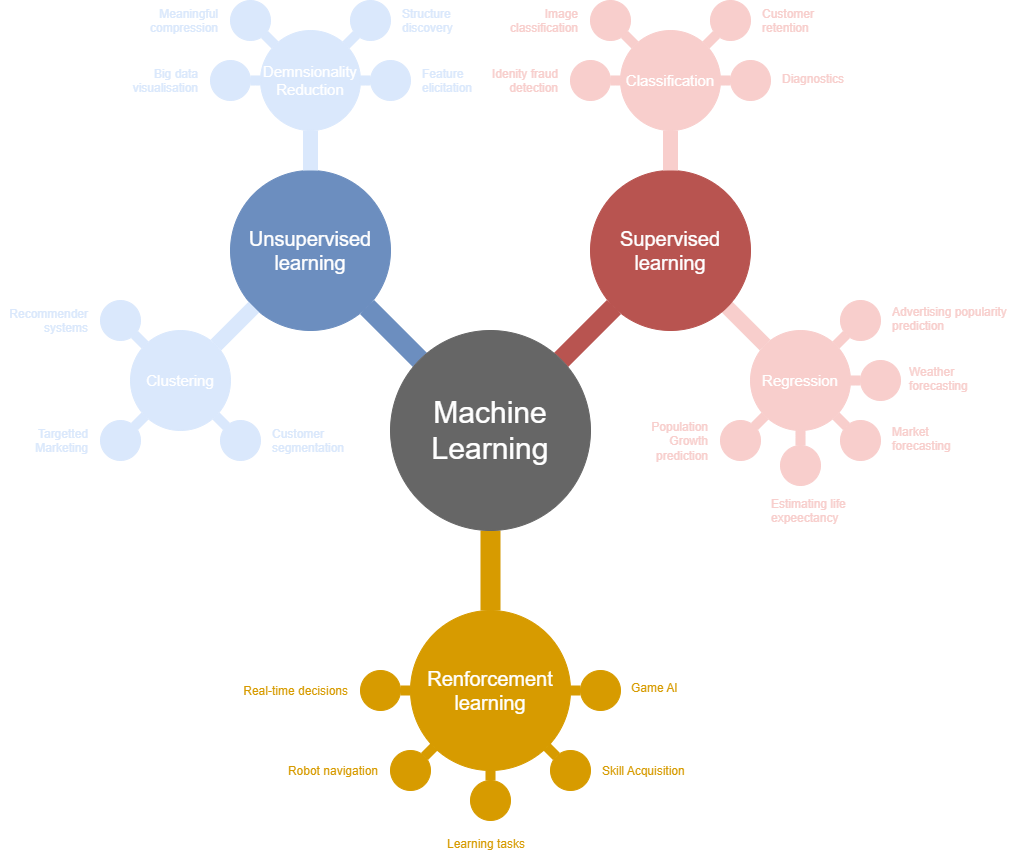 Meaningful
compression
Structure
discovery
Big data
visualisation
Demnsionality
Reduction
Feature
elicitation
Image
classification
Customer
retention
Idenity fraud
detection
Classification
Diagnostics
Unsupervised
learning
Supervised
learning
Recommender
systems
Clustering
Targetted
Marketing
Customer
segmentation
Machine
Learning
Advertising popularity
prediction
Regression
Weather
forecasting
Population
Growth
prediction
Market
forecasting
Estimating life
expeectancy
Renforcement
learning
Real-time decisions
Game AI
Robot navigation
Skill Acquisition
Learning tasks